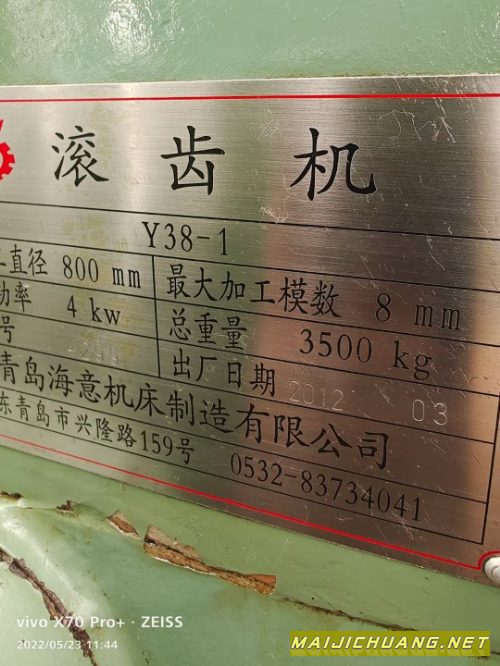 滚齿机
Y38-1
工直径 800 mm 最大加工模数 8 mm
功率 4 kw 总重量 3500 kg
号 出厂日期 2012 03
青岛海意机床制造有限公司
东青岛市兴隆路159号 0532-83734041
vivo X70 Pro+ · ZEISS
2022/05/23 11:44
MAIJICHUANG.NET